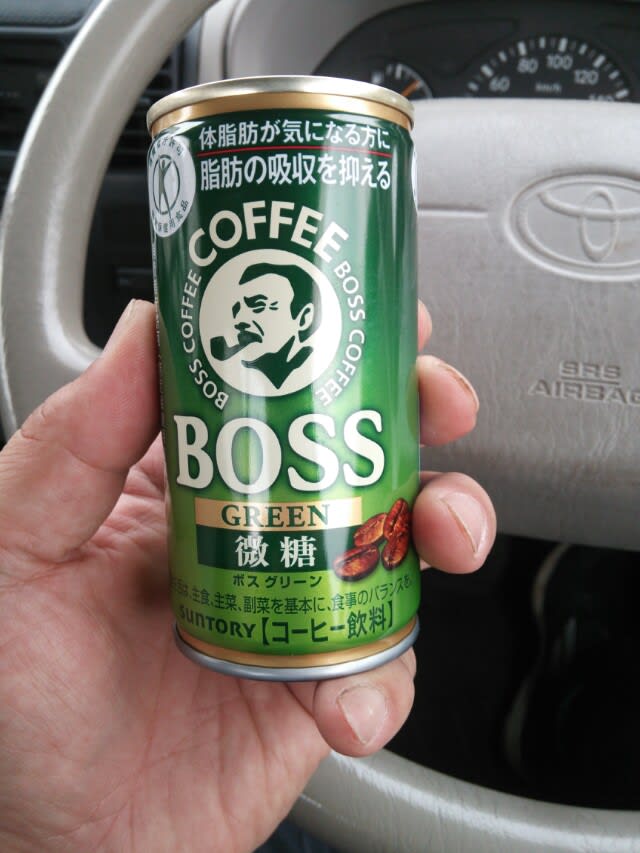 体脂肪が気になる方に
脂肪の吸収を抑える
COFFEE
BOSS COFFEE
BOSS COFFEE
BOSS
GREEN
微糖
ボス グリーン
は、主食、主菜、副菜を基本に、食事のバランスを。
SUNTORY【コーヒー飲料】
60
80
100
120
km/h
SRS
AIRBAG